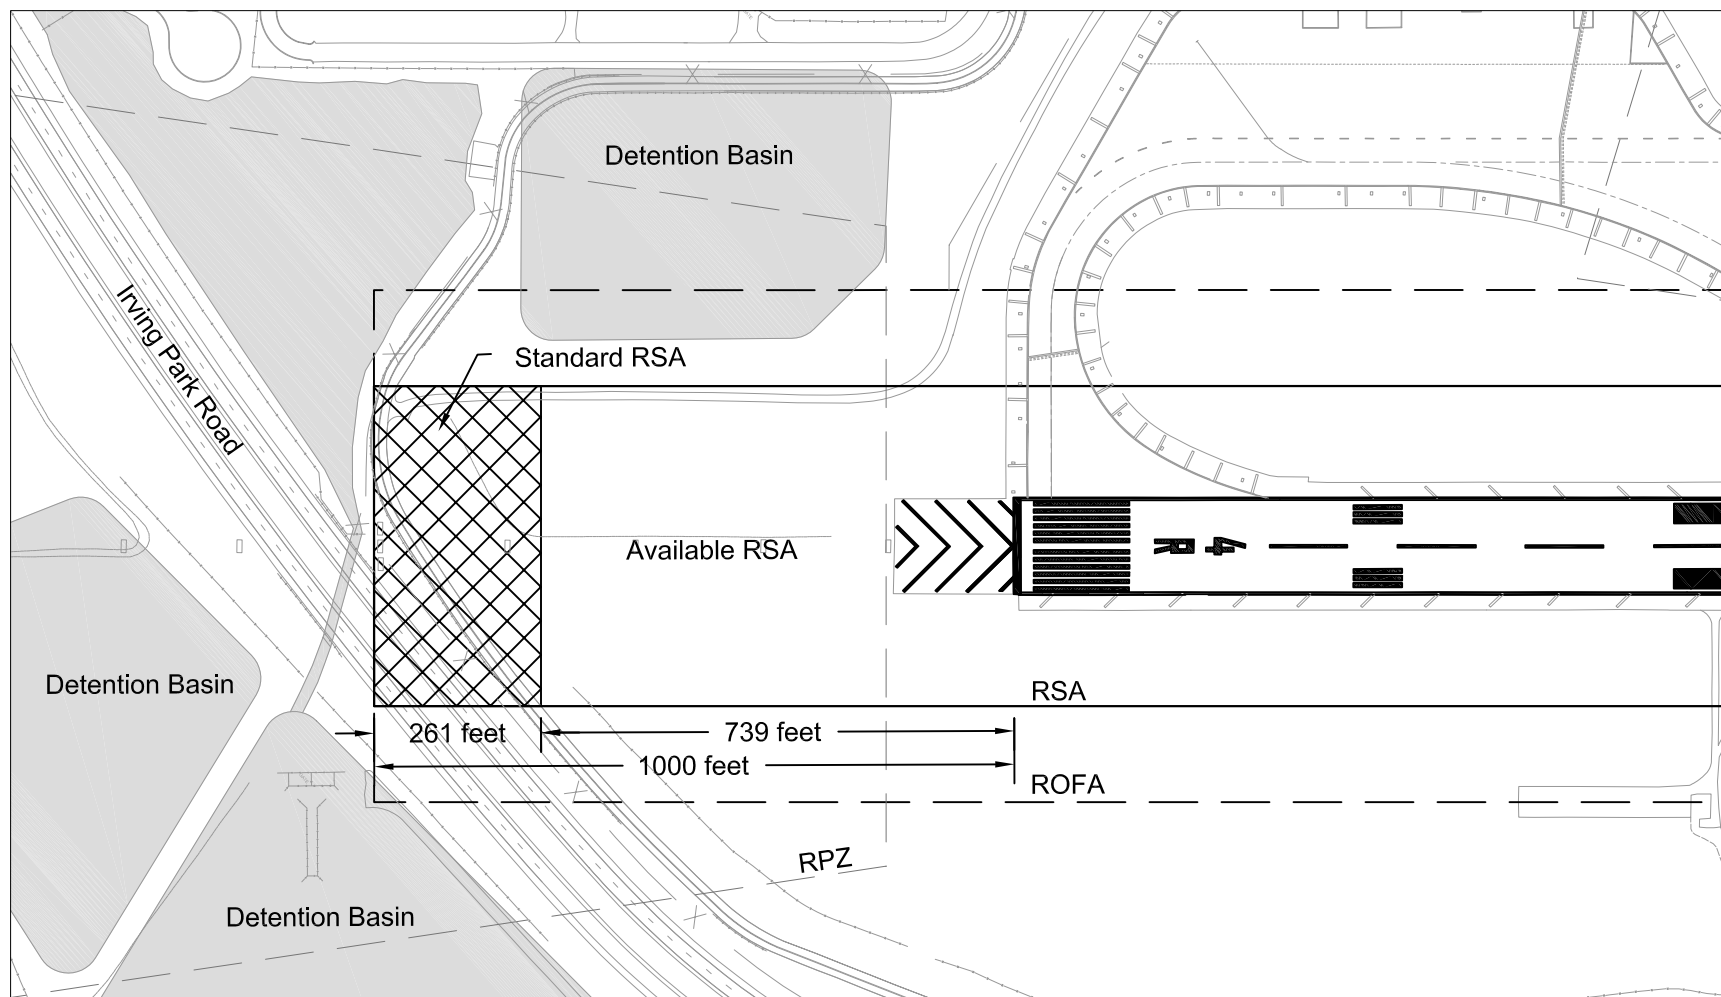 Detention Basin
Irving Park Road
Standard RSA
Available RSA
4R
Detention Basin
RSA
261 feet
739 feet
1000 feet
ROFA
RPZ
Detention Basin